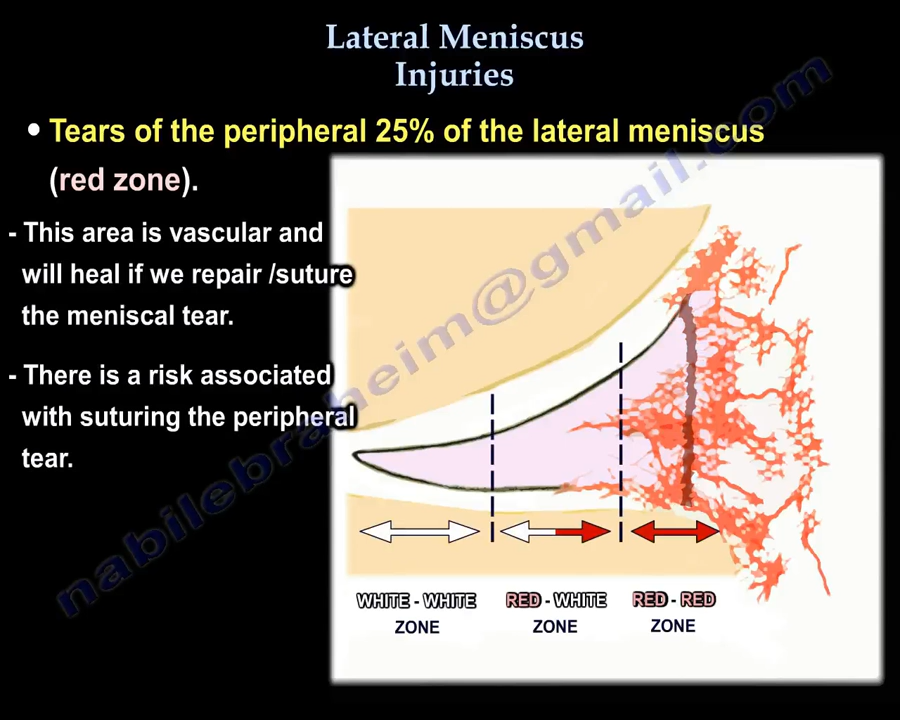 Lateral Meniscus
Injuries
• Tears of the peripheral 25% of the lateral meniscus
(red zone).
- This area is vascular and
will heal if we repair /suture
the meniscal tear.
- There is a risk associated
with suturing the peripheral
tear.
WHITE - WHITE
ZONE
RED - WHITE
ZONE
RED - RED
ZONE
nabilebraheim@gmail.com